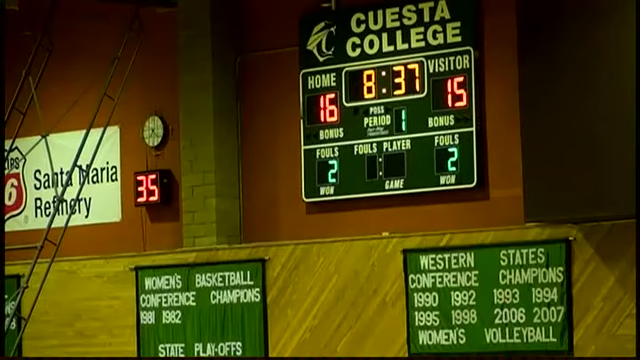 CUESTA
COLLEGE
HOME 8:37 VISITOR
16 15
POSS
PERIOD 1
BONUS BONUS
FOULS FOULS PLAYER FOULS
2 2
WON GAME WON
35
Santa Maria
Refinery
WOMEN'S BASKETBALL
CONFERENCE CHAMPIONS
1981 1982
STATE PLAY-OFFS
WESTERN STATES
CONFERENCE CHAMPIONS
1990 1992 1993 1994
1995 1998 2006 2007
WOMEN'S VOLLEYBALL